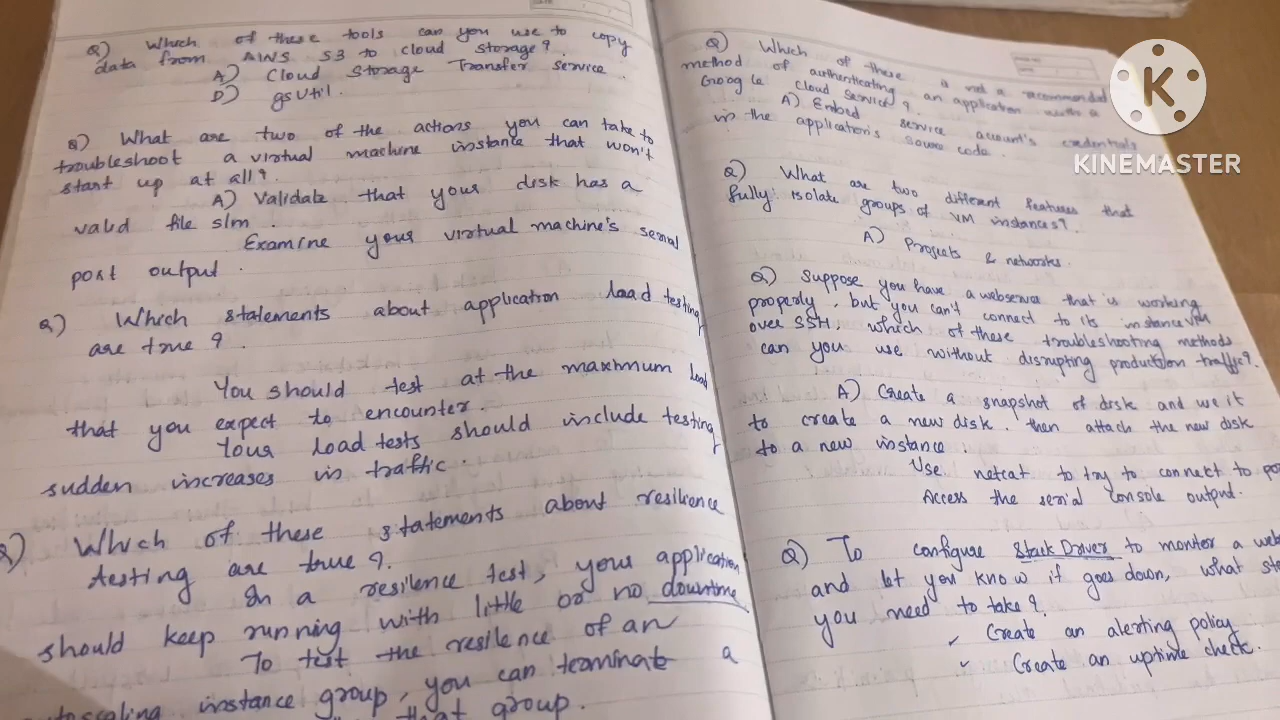 Q) Which of these tools can you use to copy
data from AWS S3 to cloud storage?
A) Cloud Storage Transfer service.
D) gsutil.
Q) What are two of the actions you can take to
troubleshoot a virtual machine instance that won't
start up at all?
A) Validate that your disk has a
valid file s/m.
Examine your virtual machine's serial
port output.
Q) Which statements about application load testing
are true?
You should test at the maximum load
that you expect to encounter.
Your load tests should include testing
sudden increases in traffic.
Q) Which of these statements about resilience
testing are true?
In a resilence test, your application
should keep running with little or no downtime.
To test the resilence of an
autoscaling instance group, you can terminate a
that group.
Q) Which of these is not a recommended
method of authenticating an application with a
Google Cloud service?
A) Embed service account's credentials
in the application's source code.
Q) What are two different features that
fully isolate groups of VM instances?
A) Projects & networks.
Q) Suppose you have a webserver that is working
properly, but you can't connect to its instance VM
over SSH. which of these troubleshooting methods
can you use without disrupting production traffic?
A) Create a snapshot of disk and use it
to create a new disk. then attach the new disk
to a new instance.
Use netcat to try to connect to
Access the serial console output.
Q) To configure StackDriver to monitor a web
and let you know if goes down, what
you need to take?
✓ Create an alerting policy
✓ Create an uptime check.
K
KINEMASTER